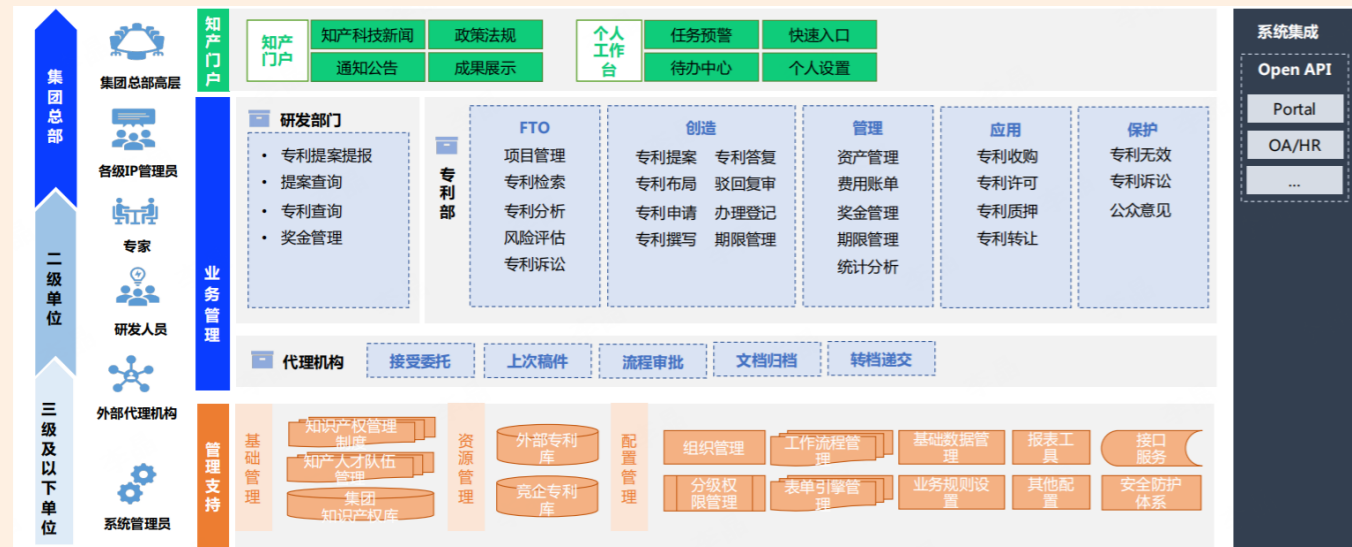 集团总部
二级单位
三级及以下单位
集团总部高层
各级IP管理员
专家
研发人员
外部代理机构
系统管理员
知产门户
知产
门户
知产科技新闻
政策法规
通知公告
成果展示
个人
工作
台
任务预警
快速入口
待办中心
个人设置
业务管理
研发部门
• 专利提案提报
• 提案查询
• 专利查询
• 奖金管理
专利部
FTO
项目管理
专利检索
专利分析
风险评估
专利诉讼
创造
专利提案 专利答复
专利布局 驳回复审
专利申请 办理登记
专利撰写 期限管理
管理
资产管理
费用账单
奖金管理
期限管理
统计分析
应用
专利收购
专利许可
专利质押
专利转让
保护
专利无效
专利诉讼
公众意见
代理机构
接受委托
上次稿件
流程审批
文档归档
转档递交
管理支持
基础管理
知识产权管理
制度
知产人才队伍
管理
集团
知识产权库
资源管理
外部专利
库
竞企专利
库
配置管理
组织管理
工作流程管
理
基础数据管
理
报表工
具
接口
服务
分级权
限管理
表单引擎管
理
业务规则设
置
其他配
置
安全防护
体系
系统集成
Open API
Portal
OA/HR
...